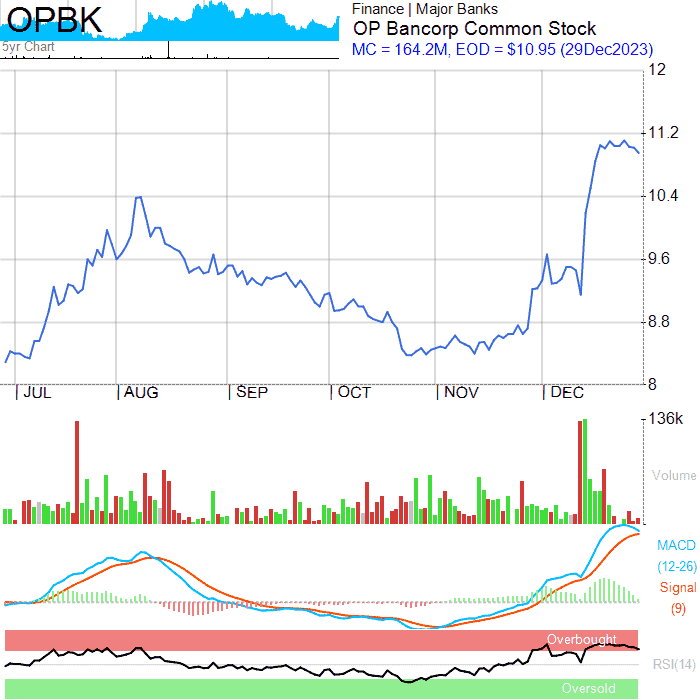 OPBK
5yr Chart
Finance | Major Banks
OP Bancorp Common Stock
MC = 164.2M, EOD = $10.95 (29Dec2023)
12
11.2
10.4
9.6
8.8
8
JUL AUG SEP OCT NOV DEC
136k
Volume
MACD
(12-26)
Signal
(9)
Overbought
RSI(14)
Oversold